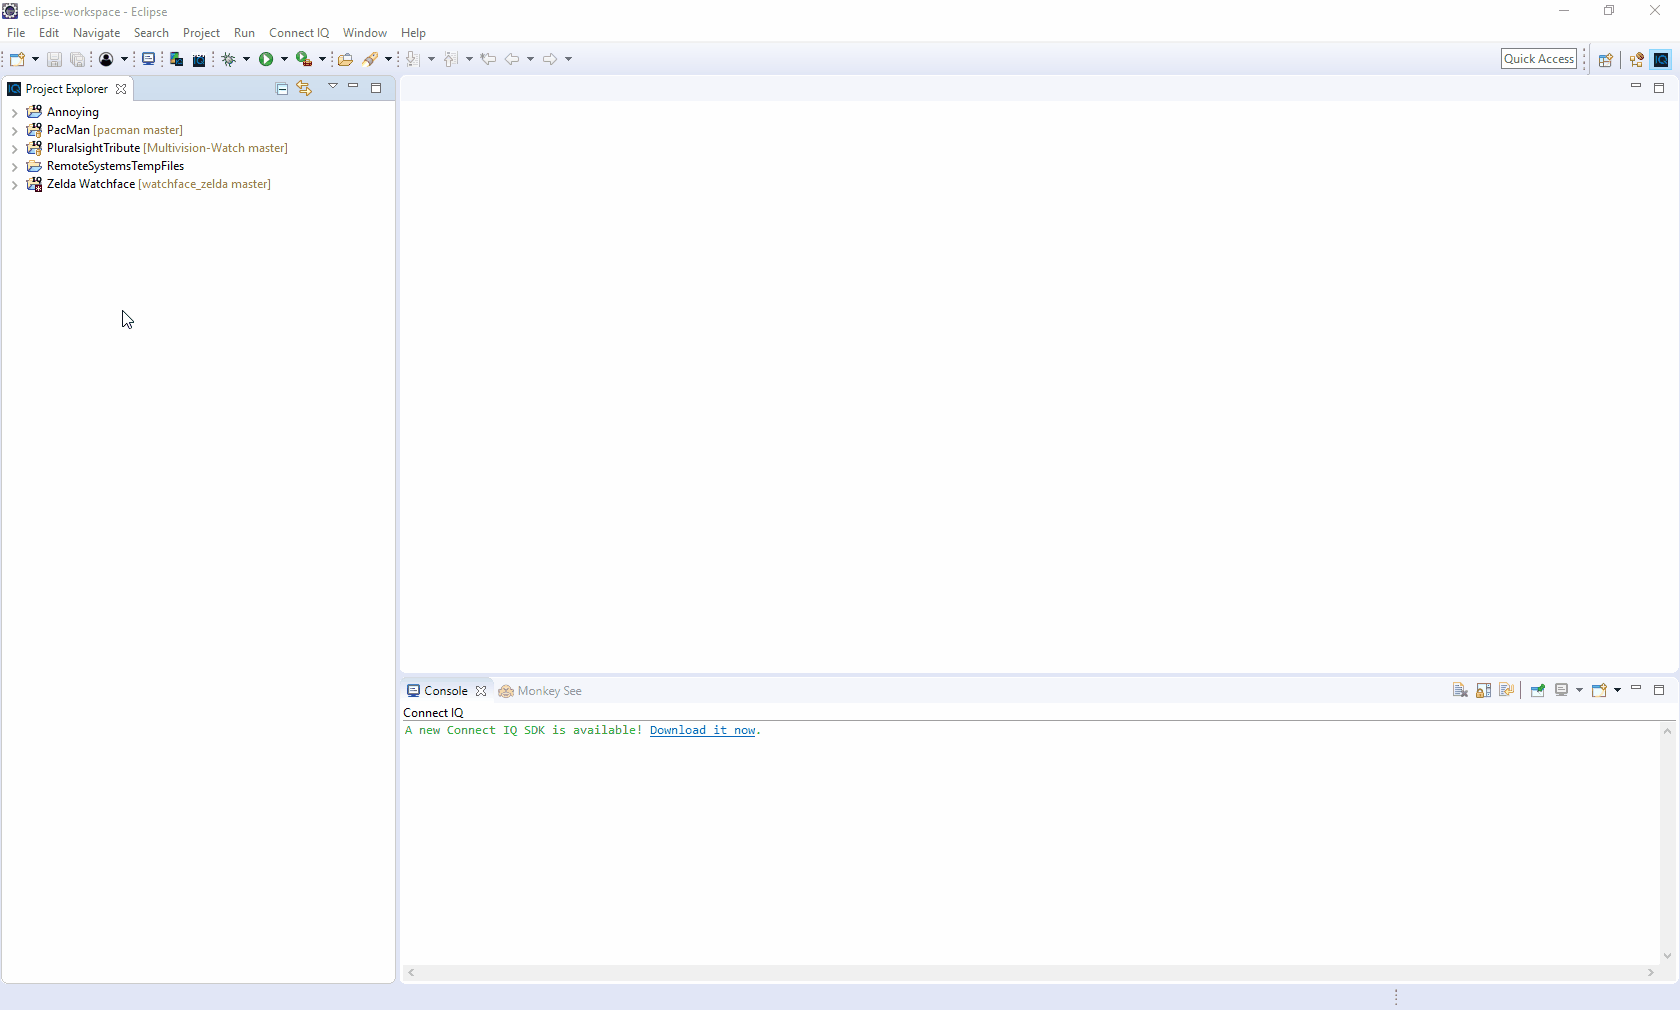 eclipse-workspace - Eclipse
File Edit Navigate Search Project Run Connect IQ Window Help
Quick Access
Project Explorer
Annoying
PacMan [pacman master]
PluralsightTribute [Multivision-Watch master]
RemoteSystemsTempFiles
Zelda Watchface [watchface_zelda master]
Console Monkey See
Connect IQ
A new Connect IQ SDK is available! Download it now.